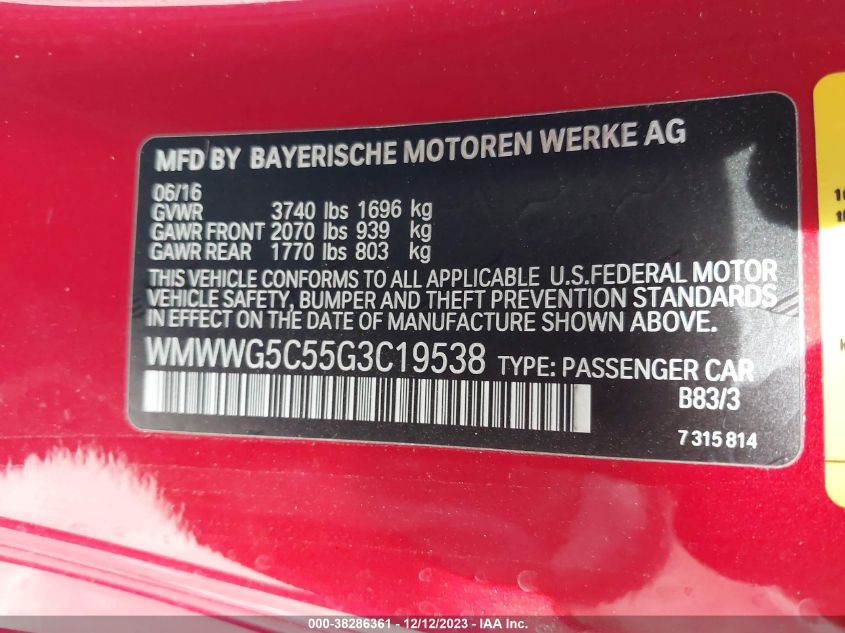 MFD BY BAYERISCHE MOTOREN WERKE AG
06/16
GVWR 3740 lbs 1696 kg
GAWR FRONT 2070 lbs 939 kg
GAWR REAR 1770 lbs 803 kg
THIS VEHICLE CONFORMS TO ALL APPLICABLE U.S.FEDERAL MOTOR
VEHICLE SAFETY, BUMPER AND THEFT PREVENTION STANDARDS
IN EFFECT ON THE DATE OF MANUFACTURE SHOWN ABOVE.
WMWWG5C55G3C19538 TYPE: PASSENGER CAR
B83/3
7 315 814
000-38286361 - 12/12/2023 - IAA Inc.